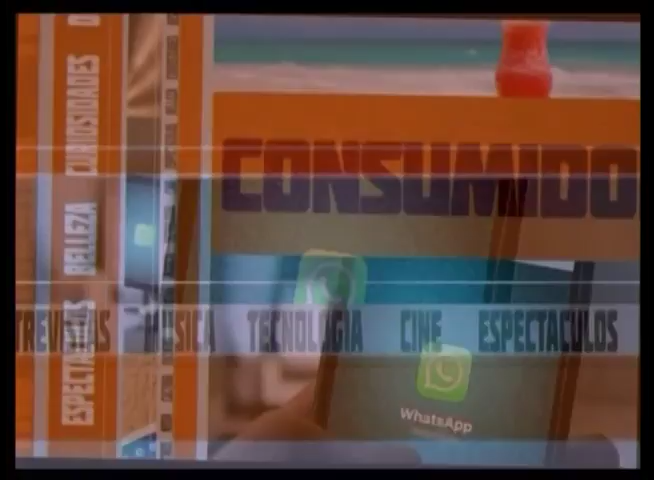 ESPECTACULOS BELLEZA CURIOSIDADES
CONSUMIDO
TREVISTAS MUSICA TECNOLOGIA CINE ESPECTACULOS
WhatsApp